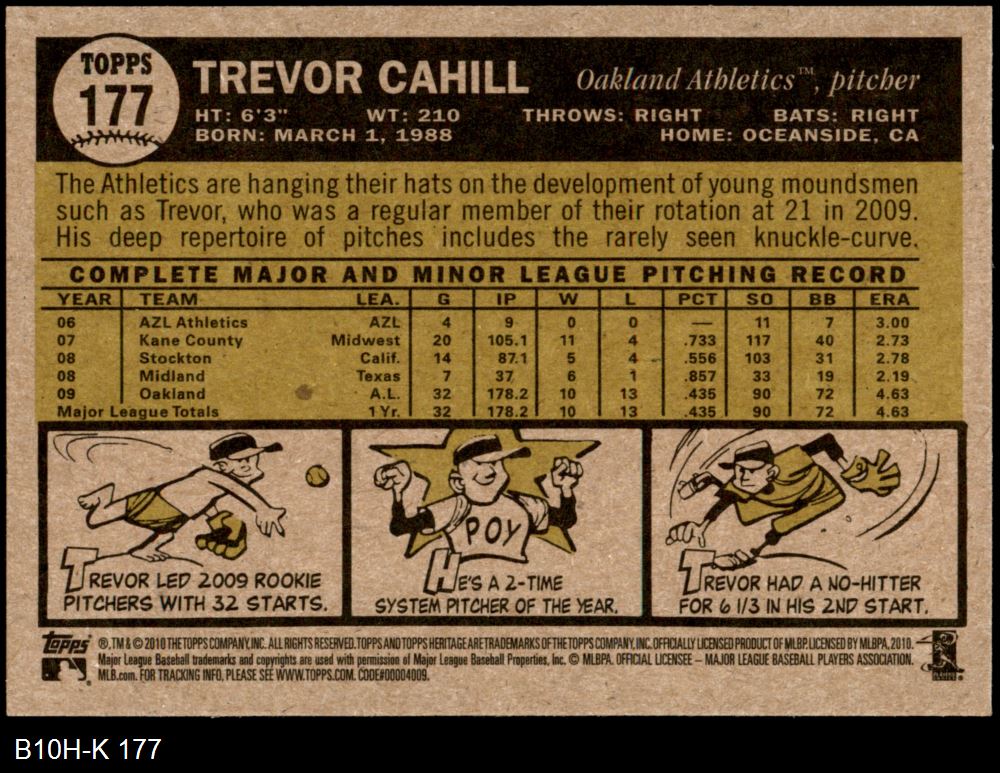 TOPPS
177
TREVOR CAHILL Oakland Athletics™, pitcher
HT: 6'3" WT: 210 THROWS: RIGHT BATS: RIGHT
BORN: MARCH 1, 1988 HOME: OCEANSIDE, CA
The Athletics are hanging their hats on the development of young moundsmen
such as Trevor, who was a regular member of their rotation at 21 in 2009.
His deep repertoire of pitches includes the rarely seen knuckle-curve.
COMPLETE MAJOR AND MINOR LEAGUE PITCHING RECORD
YEAR TEAM LEA. G IP W L PCT SO BB ERA
06 AZL Athletics AZL 4 9 0 0 — 11 7 3.00
07 Kane County Midwest 20 105.1 11 4 .733 117 40 2.73
08 Stockton Calif. 14 87.1 5 4 .556 103 31 2.78
08 Midland Texas 7 37 6 1 .857 33 19 2.19
09 Oakland A.L. 32 178.2 10 13 .435 90 72 4.63
Major League Totals 1 Yr. 32 178.2 10 13 .435 90 72 4.63
TREVOR LED 2009 ROOKIE
PITCHERS WITH 32 STARTS.
POY
HE'S A 2-TIME
SYSTEM PITCHER OF THE YEAR.
TREVOR HAD A NO-HITTER
FOR 6 1/3 IN HIS 2ND START.
Topps ®, TM & © 2010 THE TOPPS COMPANY, INC. ALL RIGHTS RESERVED. TOPPS AND TOPPS HERITAGE ARE TRADEMARKS OF THE TOPPS COMPANY, INC. OFFICIALLY LICENSED PRODUCT OF MLBP. LICENSED BY MLBPA, 2010.
Major League Baseball trademarks and copyrights are used with permission of Major League Baseball Properties, Inc. © MLBPA. OFFICIAL LICENSEE – MAJOR LEAGUE BASEBALL PLAYERS ASSOCIATION.
MLB.com. FOR TRACKING INFO, PLEASE SEE WWW.TOPPS.COM. CODE#00004009.
B10H-K 177